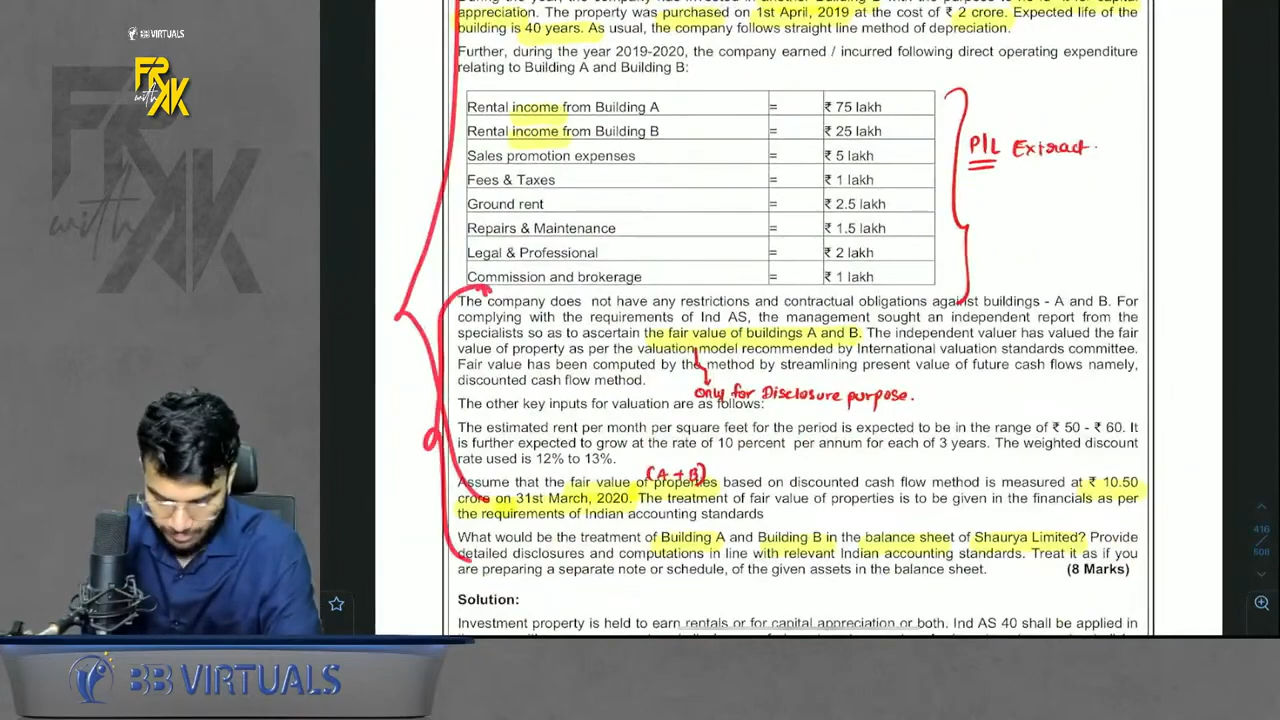 BB VIRTUALS
FR
with
AK
FR
with
AK
appreciation. The property was purchased on 1st April, 2019 at the cost of ₹ 2 crore. Expected life of the
building is 40 years. As usual, the company follows straight line method of depreciation.
Further, during the year 2019-2020, the company earned / incurred following direct operating expenditure
relating to Building A and Building B:
Rental income from Building A = ₹ 75 lakh
Rental income from Building B = ₹ 25 lakh
Sales promotion expenses = ₹ 5 lakh
Fees & Taxes = ₹ 1 lakh
Ground rent = ₹ 2.5 lakh
Repairs & Maintenance = ₹ 1.5 lakh
Legal & Professional = ₹ 2 lakh
Commission and brokerage = ₹ 1 lakh
P/L Extract
The company does not have any restrictions and contractual obligations against buildings - A and B. For
complying with the requirements of Ind AS, the management sought an independent report from the
specialists so as to ascertain the fair value of buildings A and B. The independent valuer has valued the fair
value of property as per the valuation model recommended by International valuation standards committee.
Fair value has been computed by the method by streamlining present value of future cash flows namely,
discounted cash flow method.
only for Disclosure purpose.
The other key inputs for valuation are as follows:
The estimated rent per month per square feet for the period is expected to be in the range of ₹ 50 - ₹ 60. It
is further expected to grow at the rate of 10 percent per annum for each of 3 years. The weighted discount
rate used is 12% to 13%.
(A + B)
Assume that the fair value of properties based on discounted cash flow method is measured at ₹ 10.50
crore on 31st March, 2020. The treatment of fair value of properties is to be given in the financials as per
the requirements of Indian accounting standards
What would be the treatment of Building A and Building B in the balance sheet of Shaurya Limited? Provide
detailed disclosures and computations in line with relevant Indian accounting standards. Treat it as if you
are preparing a separate note or schedule, of the given assets in the balance sheet. (8 Marks)
Solution:
Investment property is held to earn rentals or for capital appreciation or both. Ind AS 40 shall be applied in
416
508
BB VIRTUALS